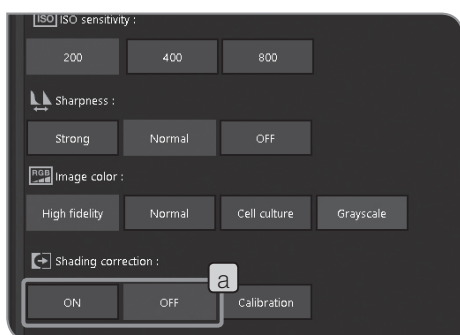 ISO ISO sensitivity :
200 400 800
Sharpness :
Strong Normal OFF
RGB Image color :
High fidelity Normal Cell culture Grayscale
Shading correction :
a
ON OFF Calibration